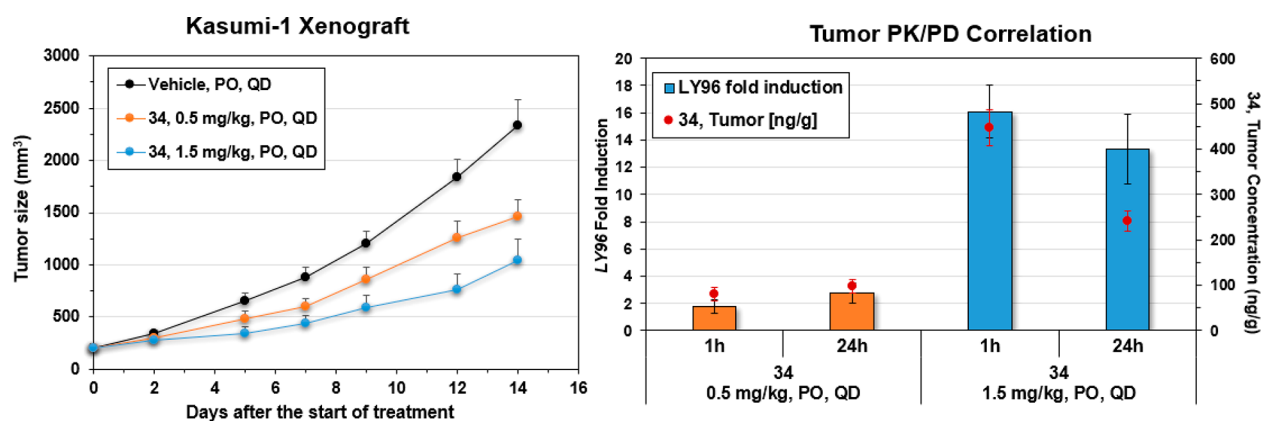 Kasumi-1 Xenograft
Tumor size (mm³)
3000
2500
2000
1500
1000
500
0
Vehicle, PO, QD
34, 0.5 mg/kg, PO, QD
34, 1.5 mg/kg, PO, QD
0 2 4 6 8 10 12 14 16
Days after the start of treatment
Tumor PK/PD Correlation
LY96 Fold Induction
20
18
16
14
12
10
8
6
4
2
0
LY96 fold induction
34, Tumor [ng/g]
600
500
400
300
200
100
0
34, Tumor Concentration (ng/g)
1h 24h 1h 24h
34 34
0.5 mg/kg, PO, QD 1.5 mg/kg, PO, QD